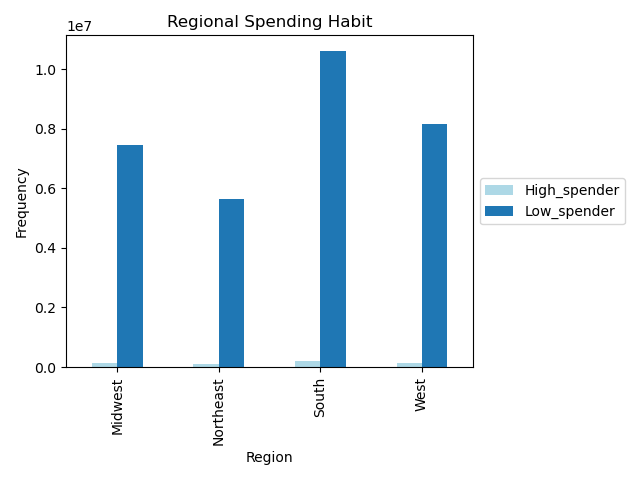 Regional Spending Habit
1e7
1.0
0.8
0.6
0.4
0.2
0.0
Frequency
Midwest
Northeast
South
West
Region
High_spender
Low_spender